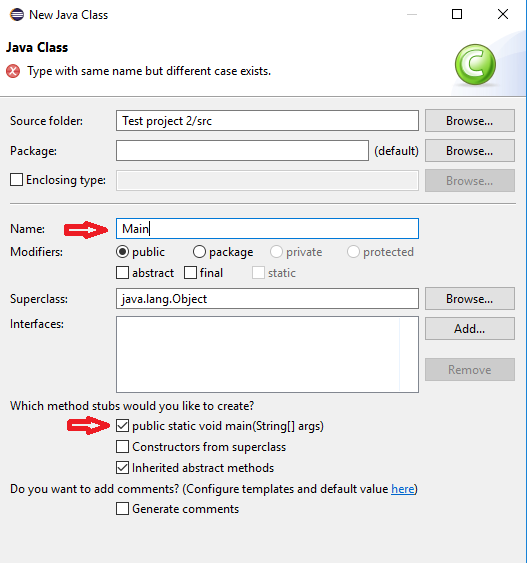 New Java Class
Java Class
Type with same name but different case exists.
Source folder: Test project 2/src Browse...
Package: (default) Browse...
Enclosing type: Browse...
Name: Main
Modifiers: public package private protected
abstract final static
Superclass: java.lang.Object Browse...
Interfaces: Add...
Remove
Which method stubs would you like to create?
public static void main(String[] args)
Constructors from superclass
Inherited abstract methods
Do you want to add comments? (Configure templates and default value here)
Generate comments